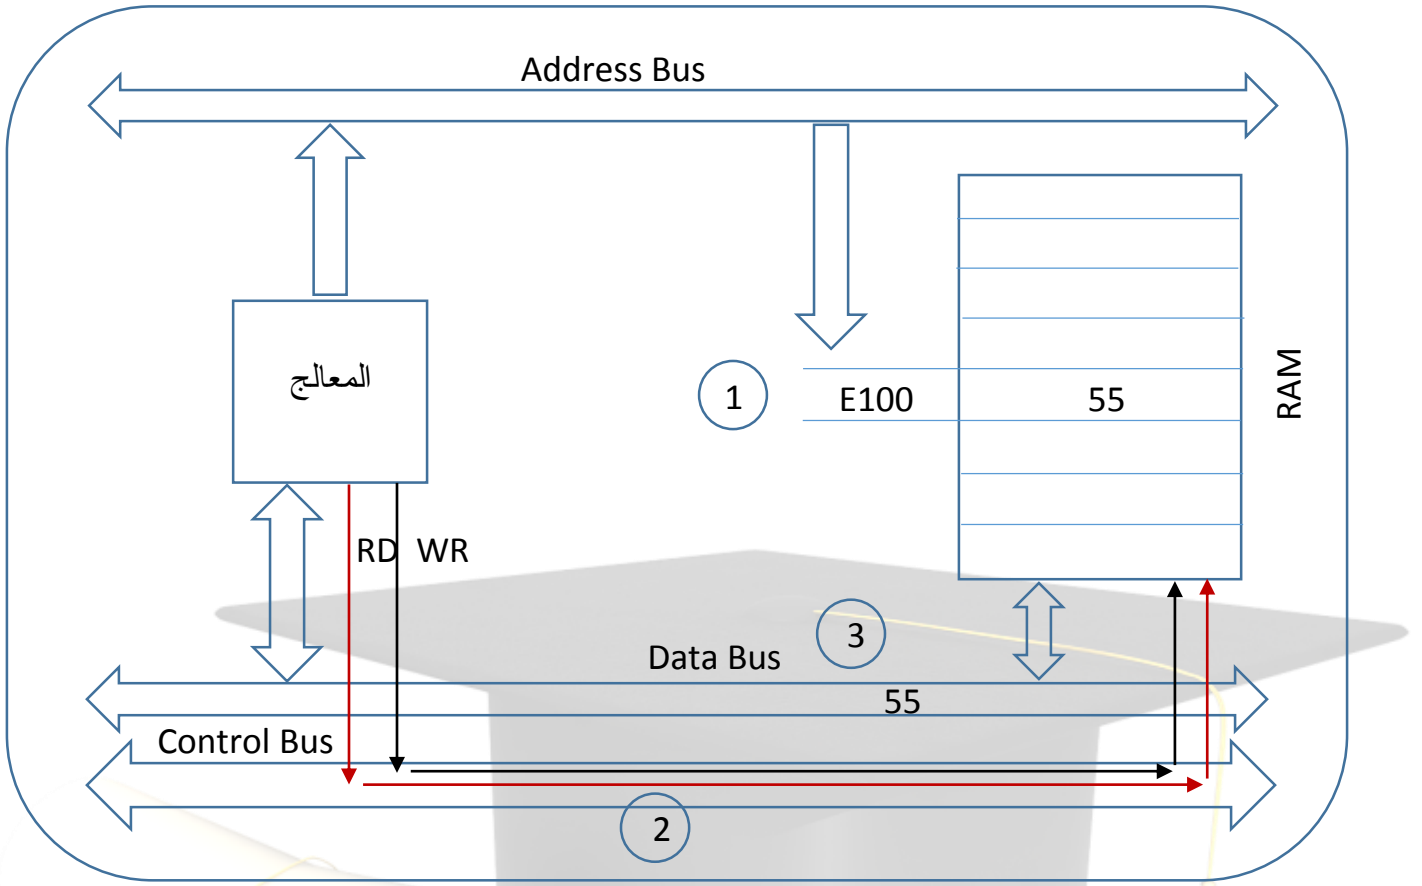 Address Bus
المعالج
1
E100
55
RAM
RD
WR
3
Data Bus
55
Control Bus
2